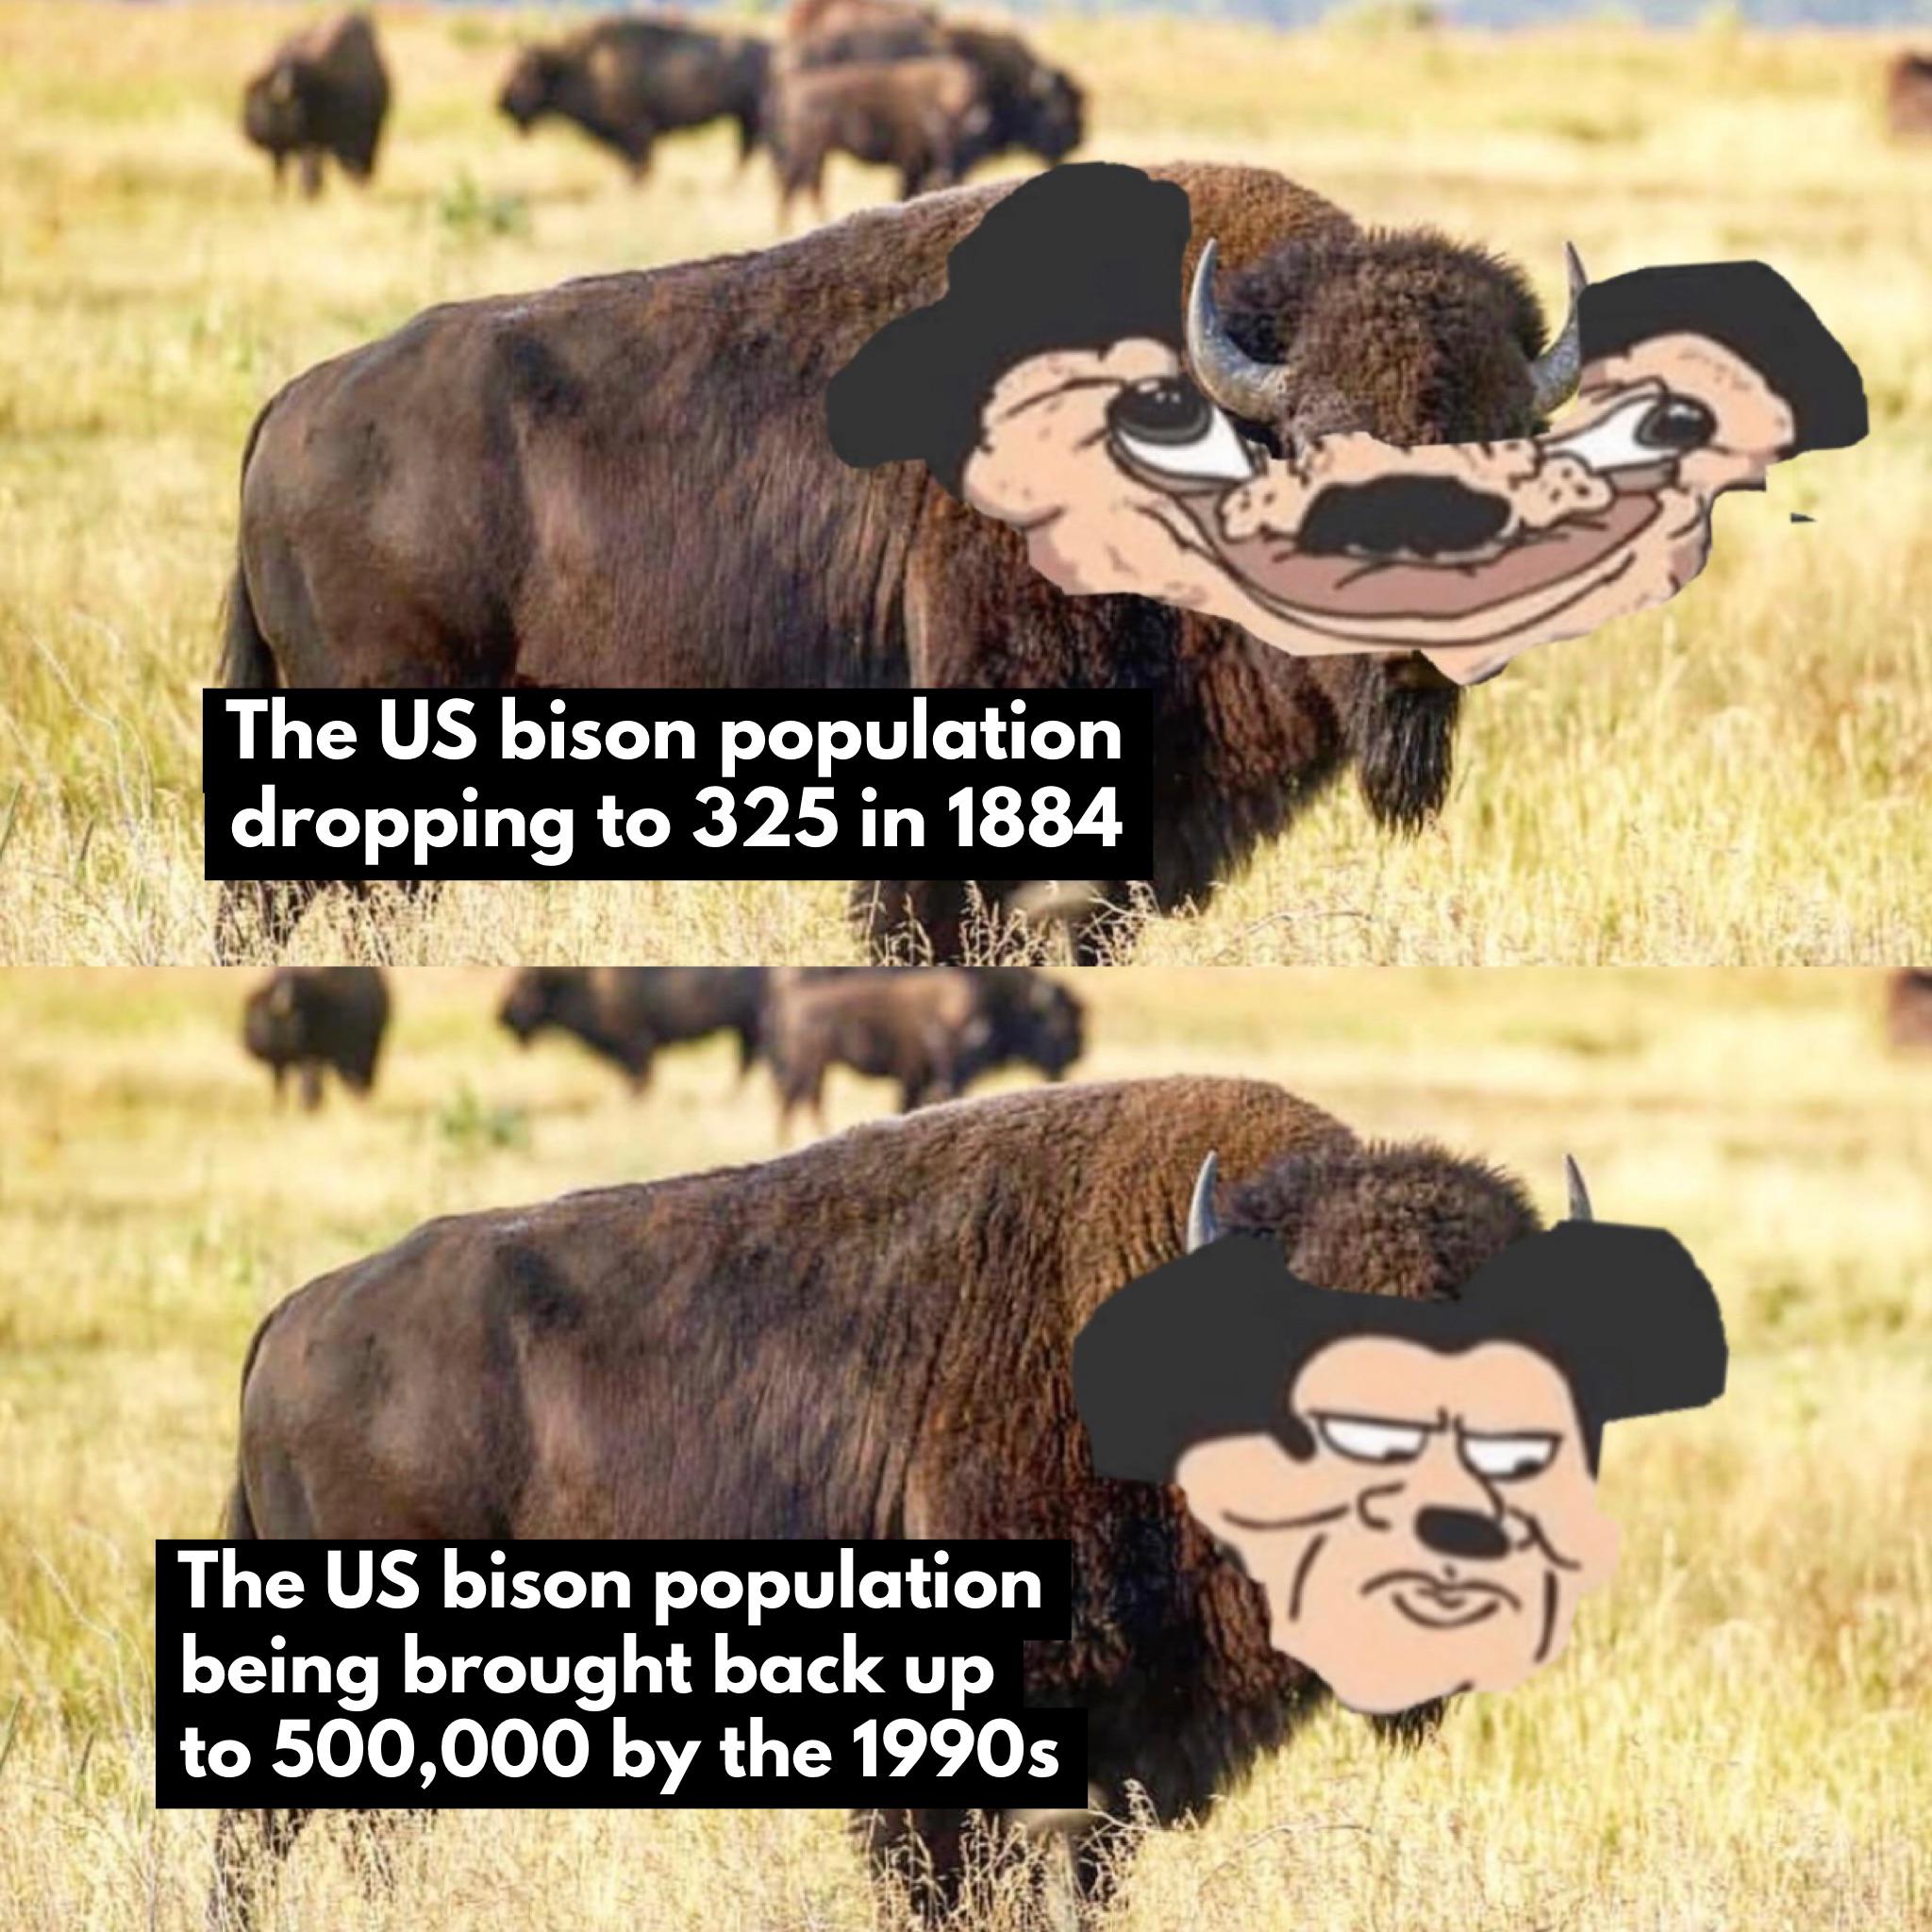 The US bison population
dropping to 325 in 1884
The US bison population
being brought back up
to 500,000 by the 1990s